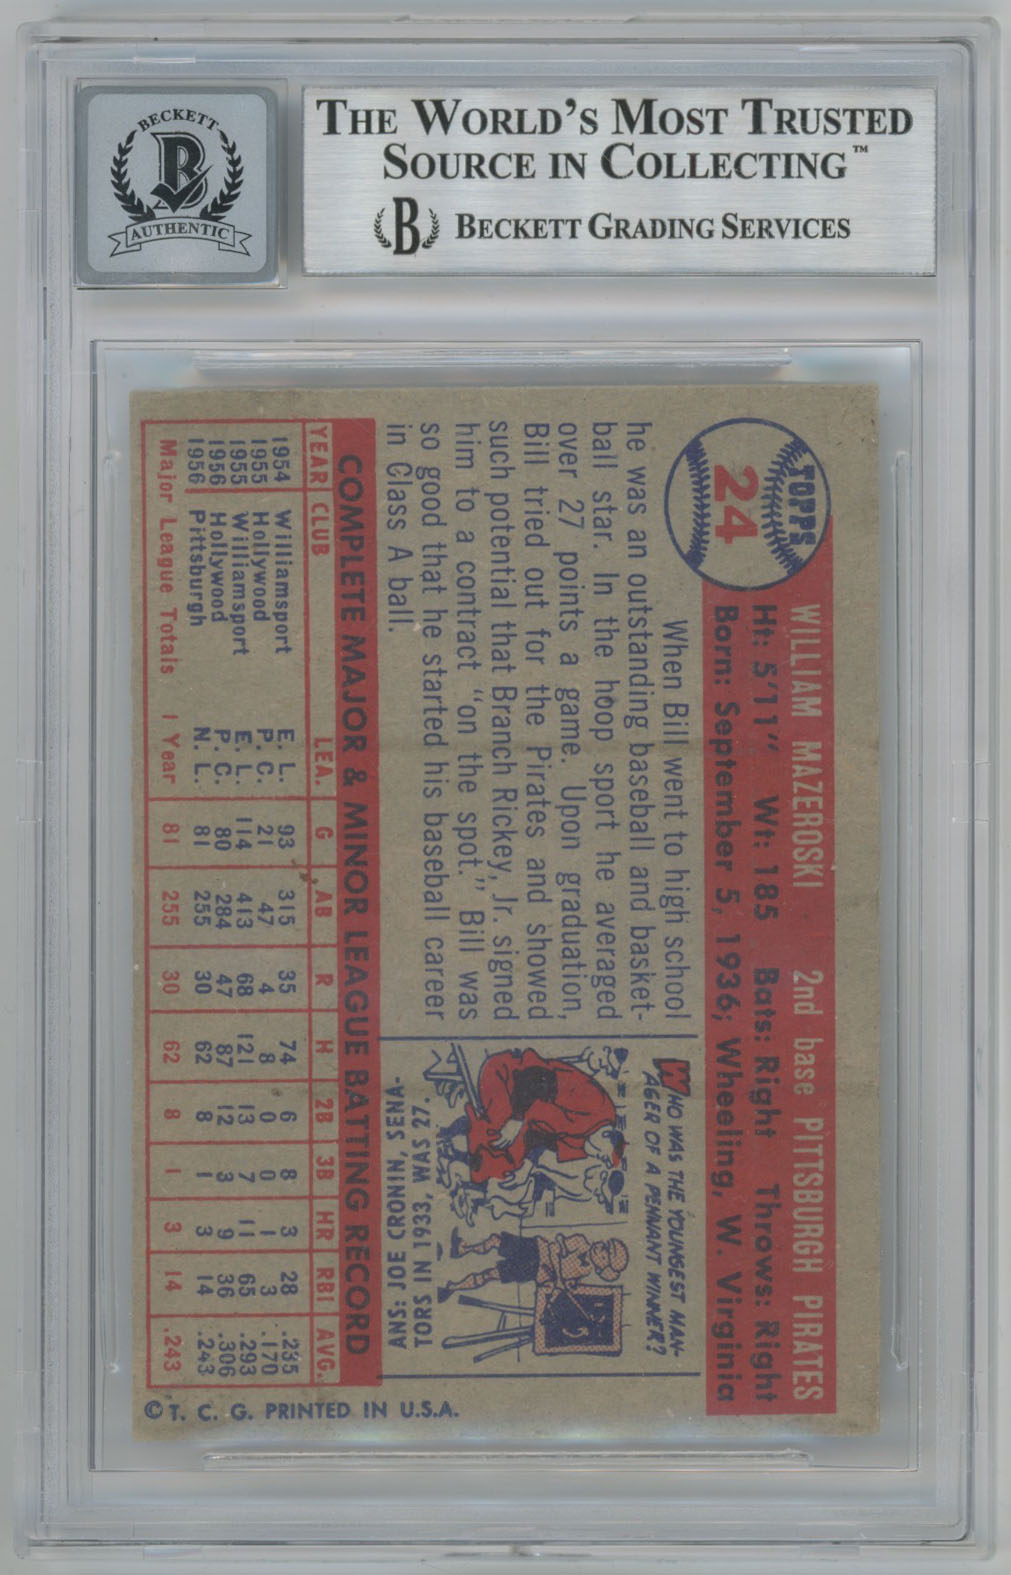 BECKETT
B
AUTHENTIC
THE WORLD'S MOST TRUSTED
SOURCE IN COLLECTING™
B BECKETT GRADING SERVICES
TOPPS
24
WILLIAM MAZEROSKI 2nd base PITTSBURGH PIRATES
Ht: 5'11" Wt: 185 Bats: Right Throws: Right
Born: September 5, 1936; Wheeling, W. Virginia
When Bill went to high school
he was an outstanding baseball and basket-
ball star. In the hoop sport he averaged
over 27 points a game. Upon graduation,
Bill tried out for the Pirates and showed
such potential that Branch Rickey, Jr. signed
him to a contract "on the spot." Bill was
so good that he started his baseball career
in Class A ball.
WHO WAS THE YOUNGEST MAN-
AGER OF A PENNANT WINNER?
ANS: JOE CRONIN, SENA-
TORS IN 1933, WAS 27.
COMPLETE MAJOR & MINOR LEAGUE BATTING RECORD
YEAR CLUB LEA. G AB R H 2B 3B HR RBI AVG.
1954 Williamsport E. L. 93 315 35 74 6 8 3 28 .235
1955 Hollywood P. C. 21 47 4 8 0 0 1 3 .170
1955 Williamsport E. L. 114 413 68 121 13 7 11 65 .293
1956 Hollywood P. C. 80 284 47 87 12 3 9 36 .306
1956 Pittsburgh N. L. 81 255 30 62 8 1 3 14 .243
Major League Totals 1 Year 81 255 30 62 8 1 3 14 .243
© T. C. G. PRINTED IN U.S.A.